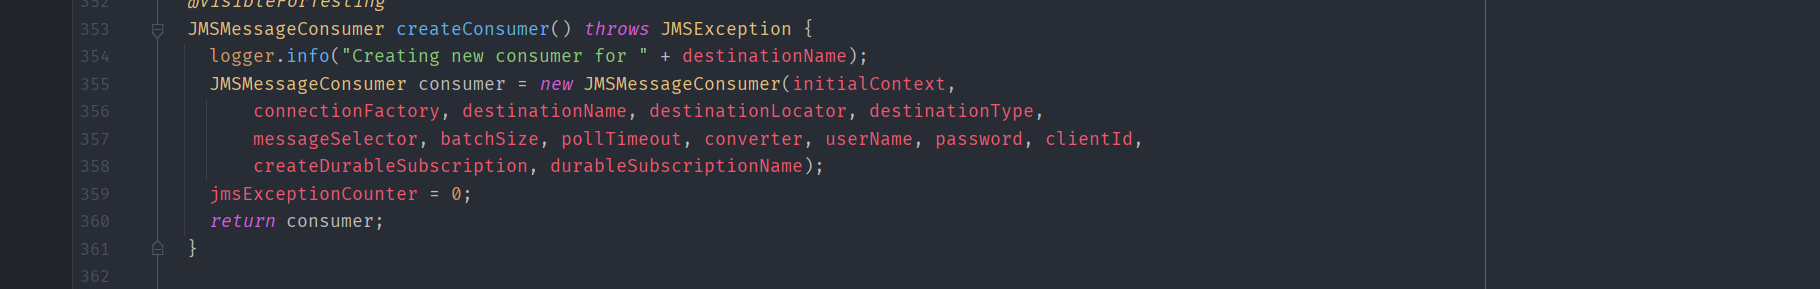 352 @VisibleForTesting
353 JMSMessageConsumer createConsumer() throws JMSException {
354 logger.info("Creating new consumer for " + destinationName);
355 JMSMessageConsumer consumer = new JMSMessageConsumer(initialContext,
356 connectionFactory, destinationName, destinationLocator, destinationType,
357 messageSelector, batchSize, pollTimeout, converter, userName, password, clientId,
358 createDurableSubscription, durableSubscriptionName);
359 jmsExceptionCounter = 0;
360 return consumer;
361 }
362